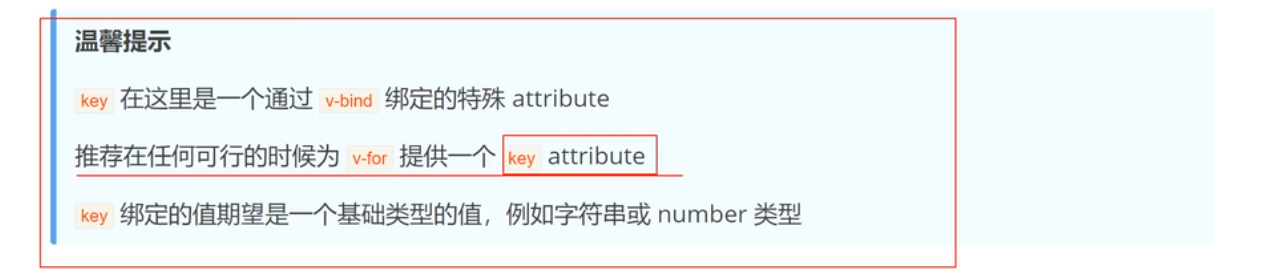 温馨提示
key 在这里是一个通过 v-bind 绑定的特殊 attribute
推荐在任何可行的时候为 v-for 提供一个 key attribute
key 绑定的值期望是一个基础类型的值，例如字符串或 number 类型